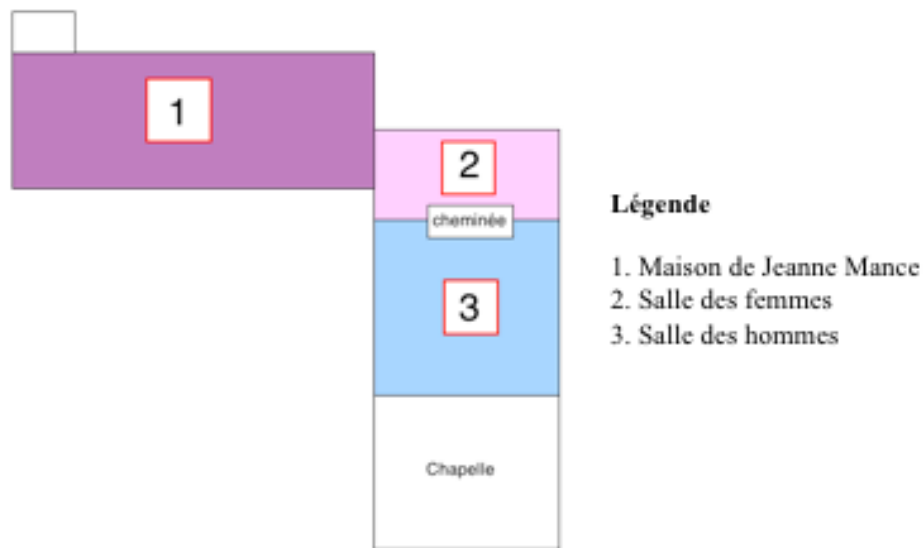 1
2
cheminée
3
Chapelle
Légende
1. Maison de Jeanne Mance
2. Salle des femmes
3. Salle des hommes